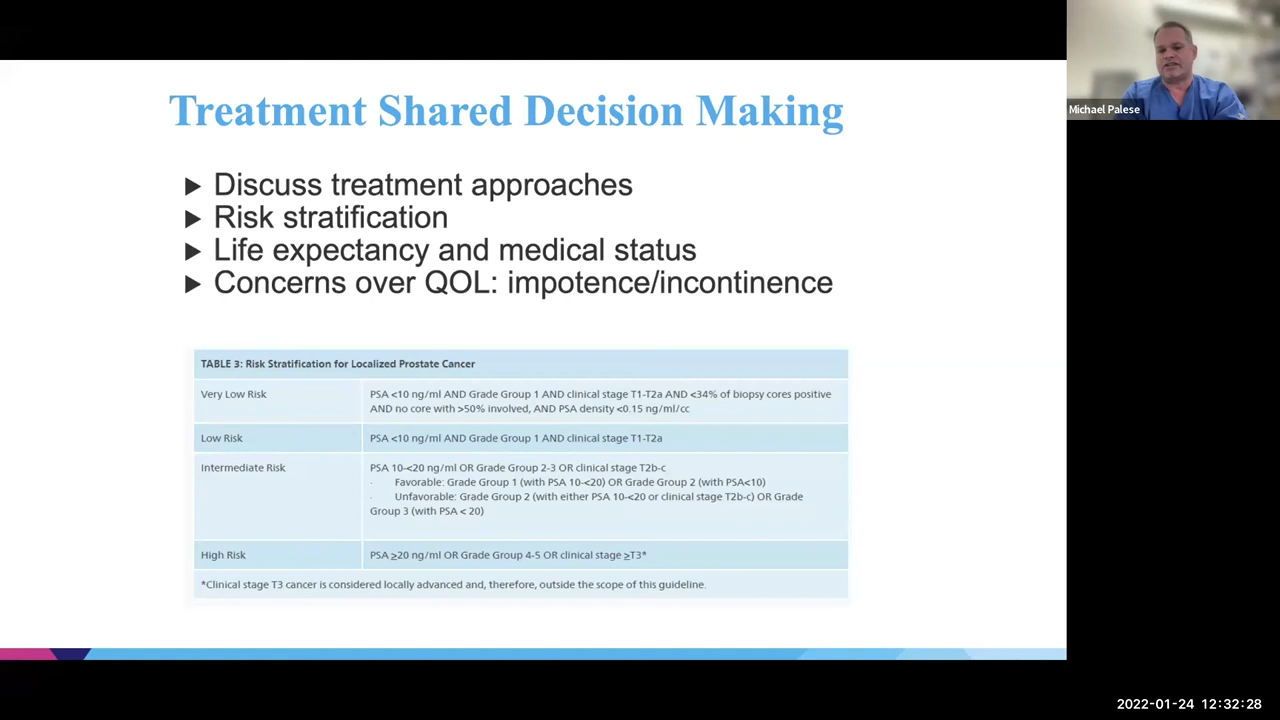 Treatment Shared Decision Making
Michael Palese
▶ Discuss treatment approaches
▶ Risk stratification
▶ Life expectancy and medical status
▶ Concerns over QOL: impotence/incontinence
TABLE 3: Risk Stratification for Localized Prostate Cancer
Very Low Risk
PSA <10 ng/ml AND Grade Group 1 AND clinical stage T1-T2a AND <34% of biopsy cores positive
AND no core with >50% involved, AND PSA density <0.15 ng/ml/cc
Low Risk
PSA <10 ng/ml AND Grade Group 1 AND clinical stage T1-T2a
Intermediate Risk
PSA 10-<20 ng/ml OR Grade Group 2-3 OR clinical stage T2b-c
· Favorable: Grade Group 1 (with PSA 10-<20) OR Grade Group 2 (with PSA<10)
· Unfavorable: Grade Group 2 (with either PSA 10-<20 or clinical stage T2b-c) OR Grade
Group 3 (with PSA < 20)
High Risk
PSA ≥20 ng/ml OR Grade Group 4-5 OR clinical stage ≥T3*
*Clinical stage T3 cancer is considered locally advanced and, therefore, outside the scope of this guideline.
2022-01-24 12:32:28